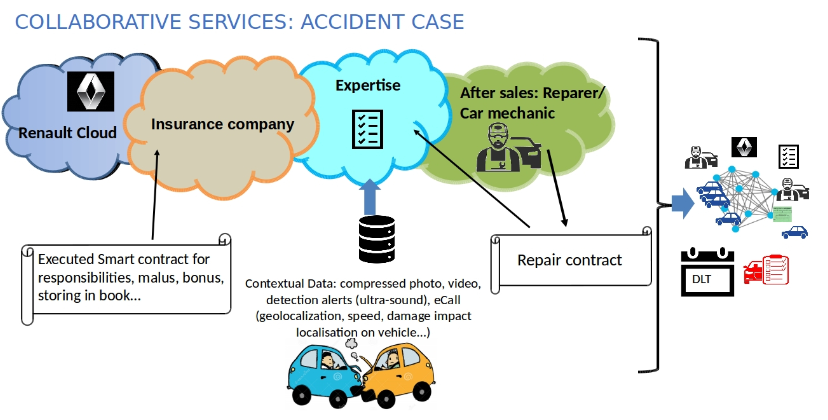 COLLABORATIVE SERVICES: ACCIDENT CASE
Renault Cloud
Insurance company
Expertise
After sales: Reparer/
Car mechanic
Executed Smart contract for
responsibilities, malus, bonus,
storing in book...
Contextual Data: compressed photo, video,
detection alerts (ultra-sound), eCall
(geolocalization, speed, damage impact
localisation on vehicle...)
Repair contract
DLT